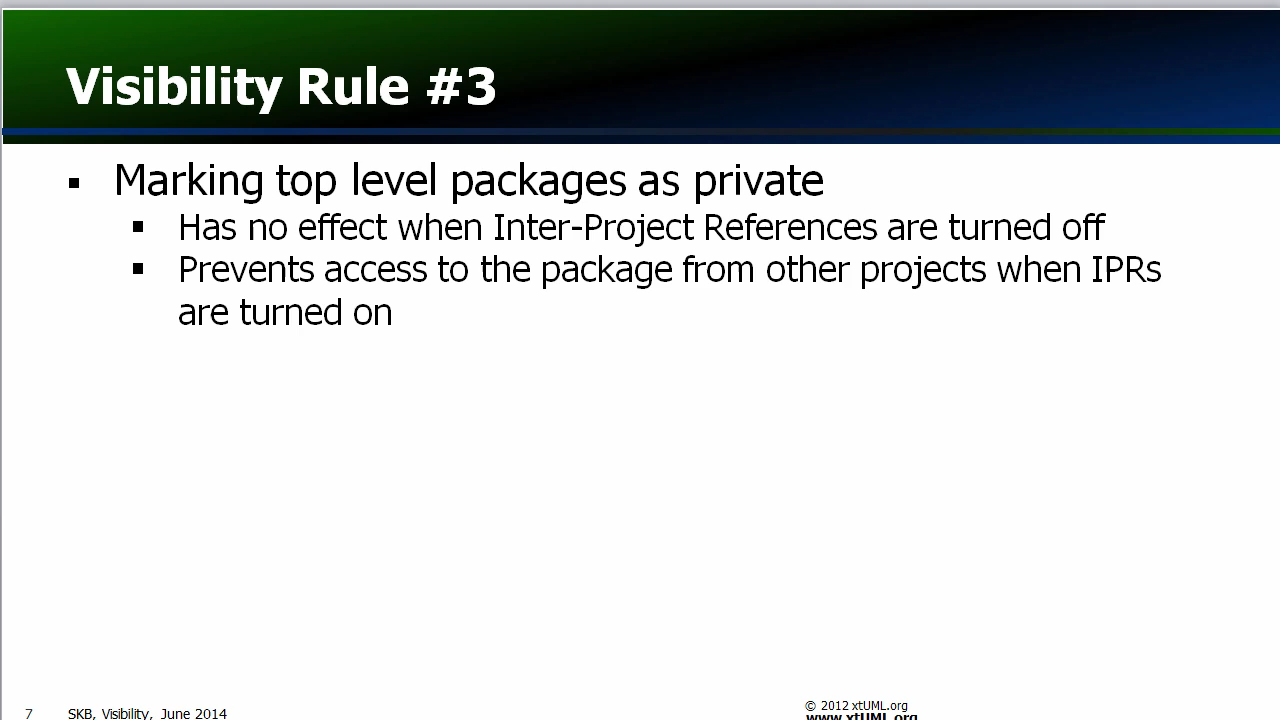 Visibility Rule #3
▪ Marking top level packages as private
▪ Has no effect when Inter-Project References are turned off
▪ Prevents access to the package from other projects when IPRs
are turned on
7 SKB, Visibility, June 2014
© 2012 xtUML.org
www.xtUML.org